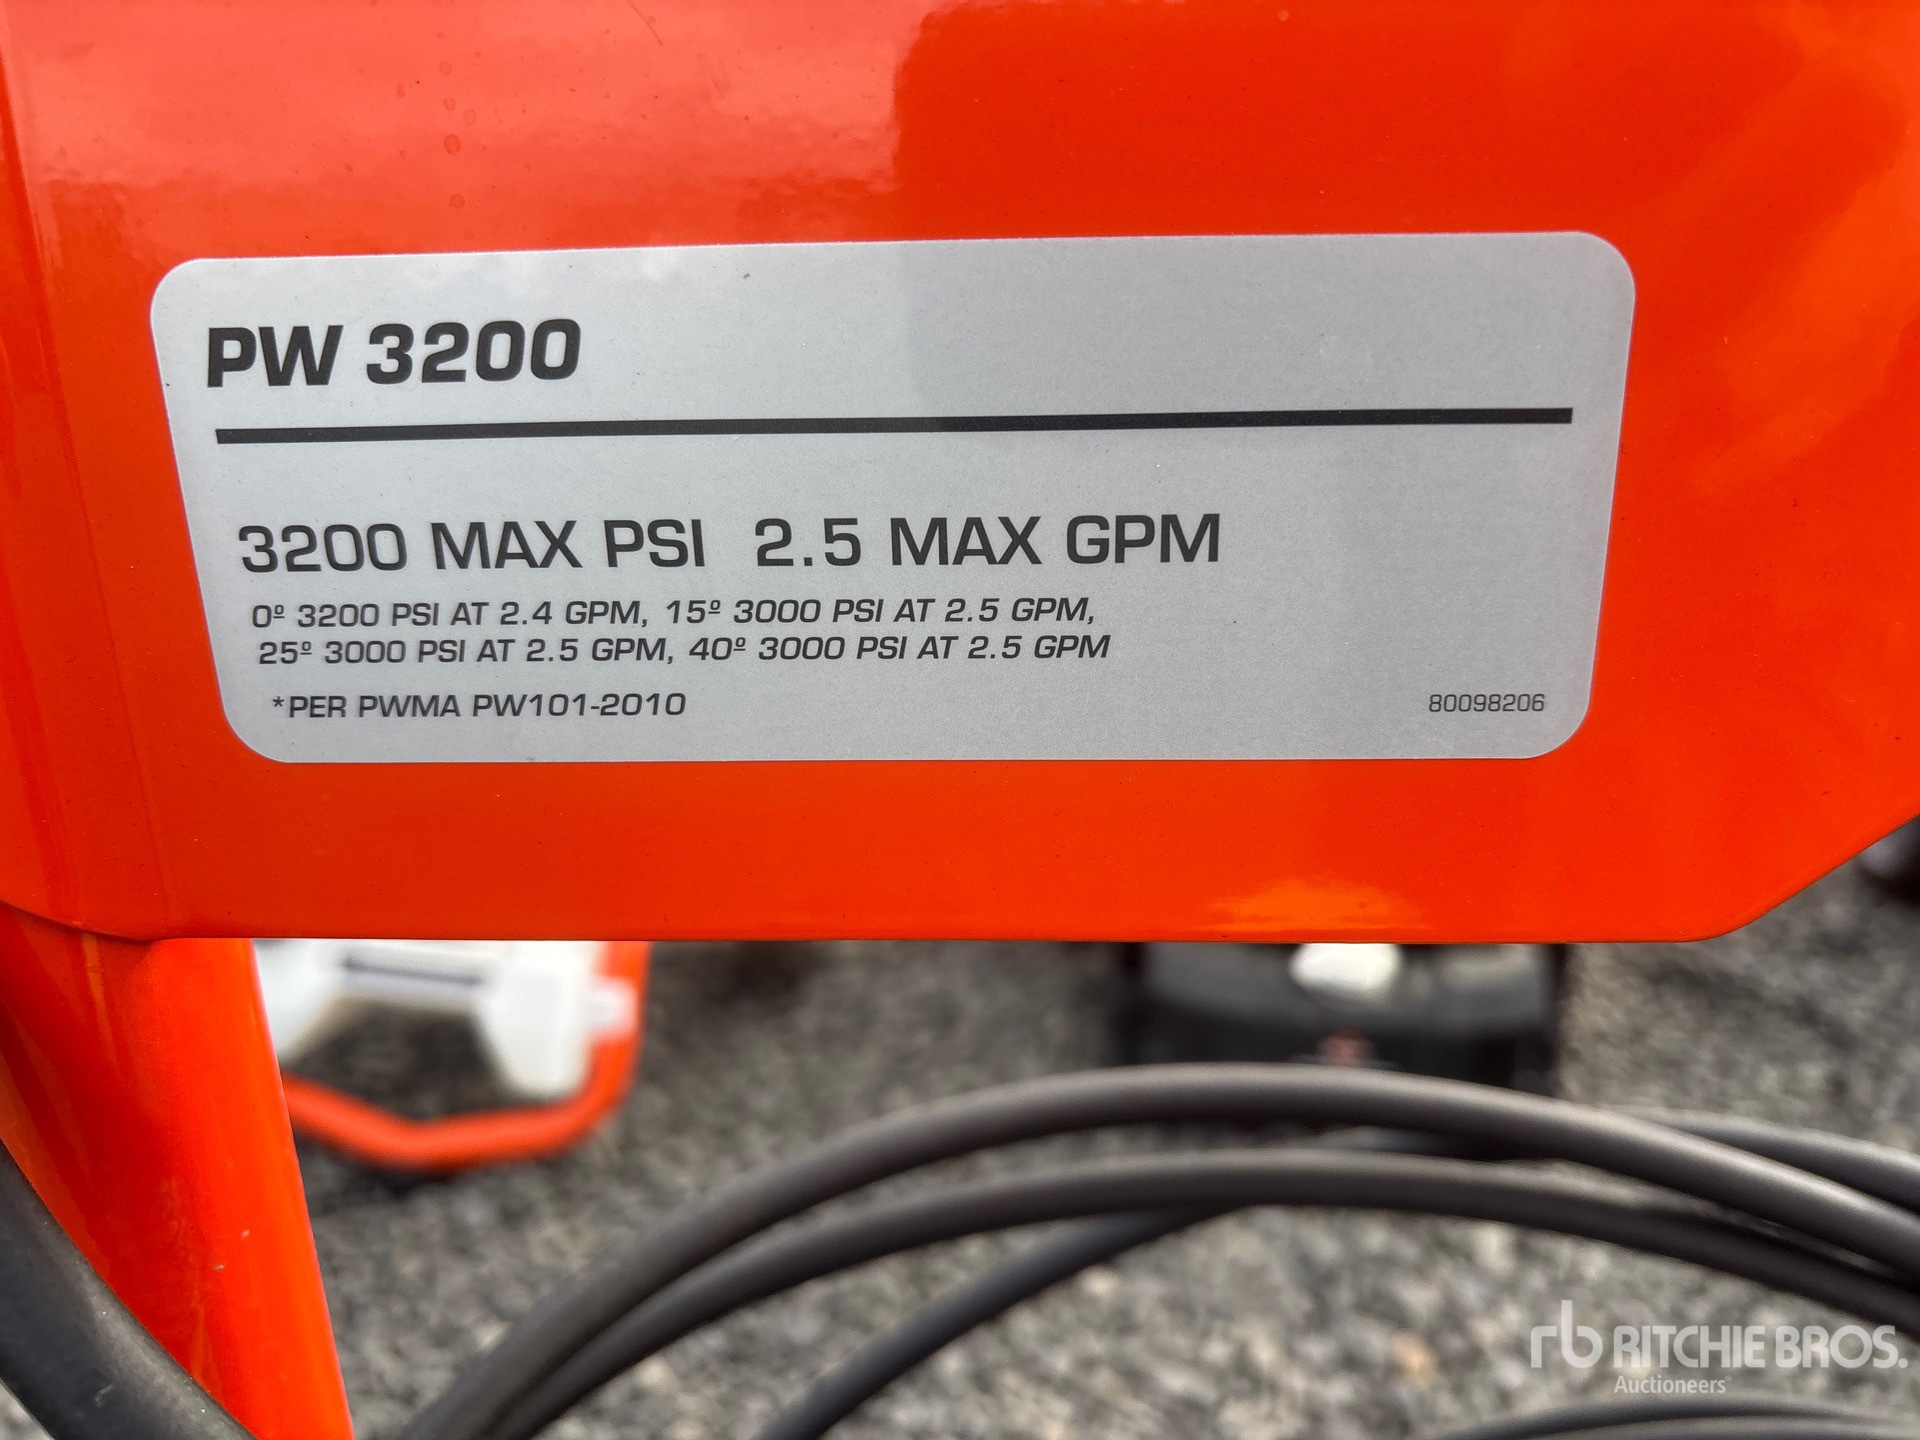 PW 3200
3200 MAX PSI 2.5 MAX GPM
0º 3200 PSI AT 2.4 GPM, 15º 3000 PSI AT 2.5 GPM,
25º 3000 PSI AT 2.5 GPM, 40º 3000 PSI AT 2.5 GPM
*PER PWMA PW101-2010 80098206
rb RITCHIE BROS.
Auctioneers